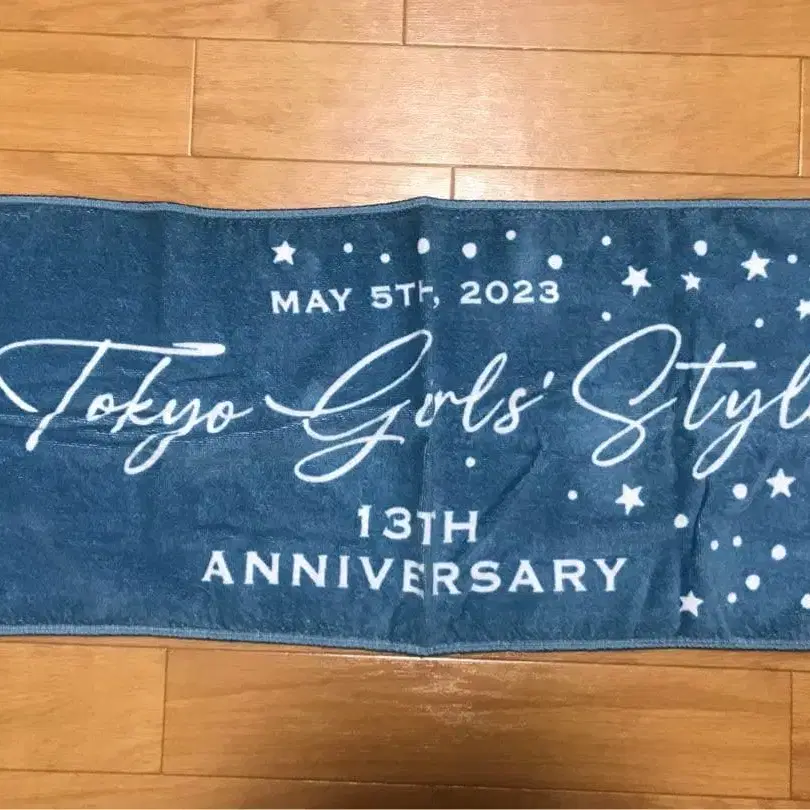 MAY 5TH, 2023
Tokyo Girls' Styl
13TH
ANNIVERSARY